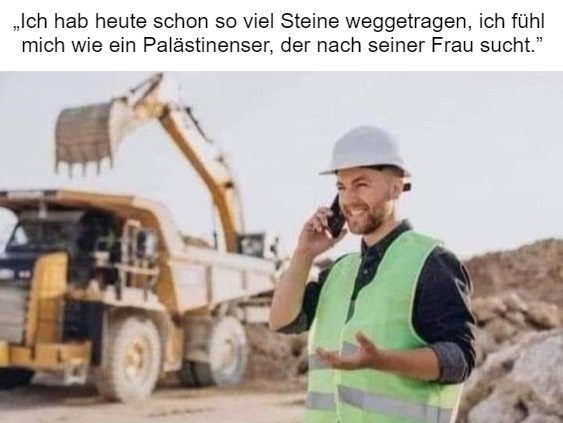 „Ich hab heute schon so viel Steine weggetragen, ich fühl
mich wie ein Palästinenser, der nach seiner Frau sucht.”